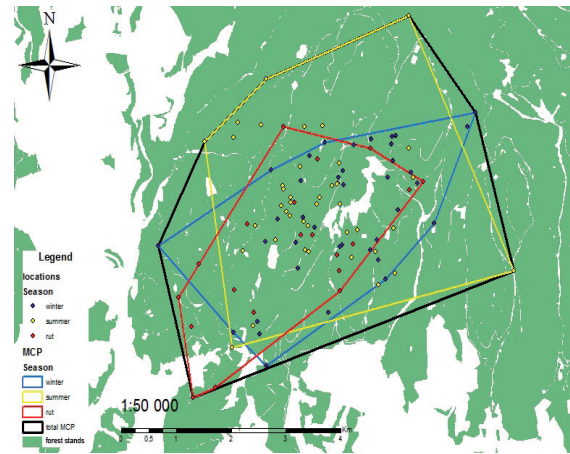 N
Legend
locations
Season
winter
summer
rut
MCP
Season
winter
summer
rut
total MCP
forest stands
1:50 000
Km
0 0.5 1 2 3 4